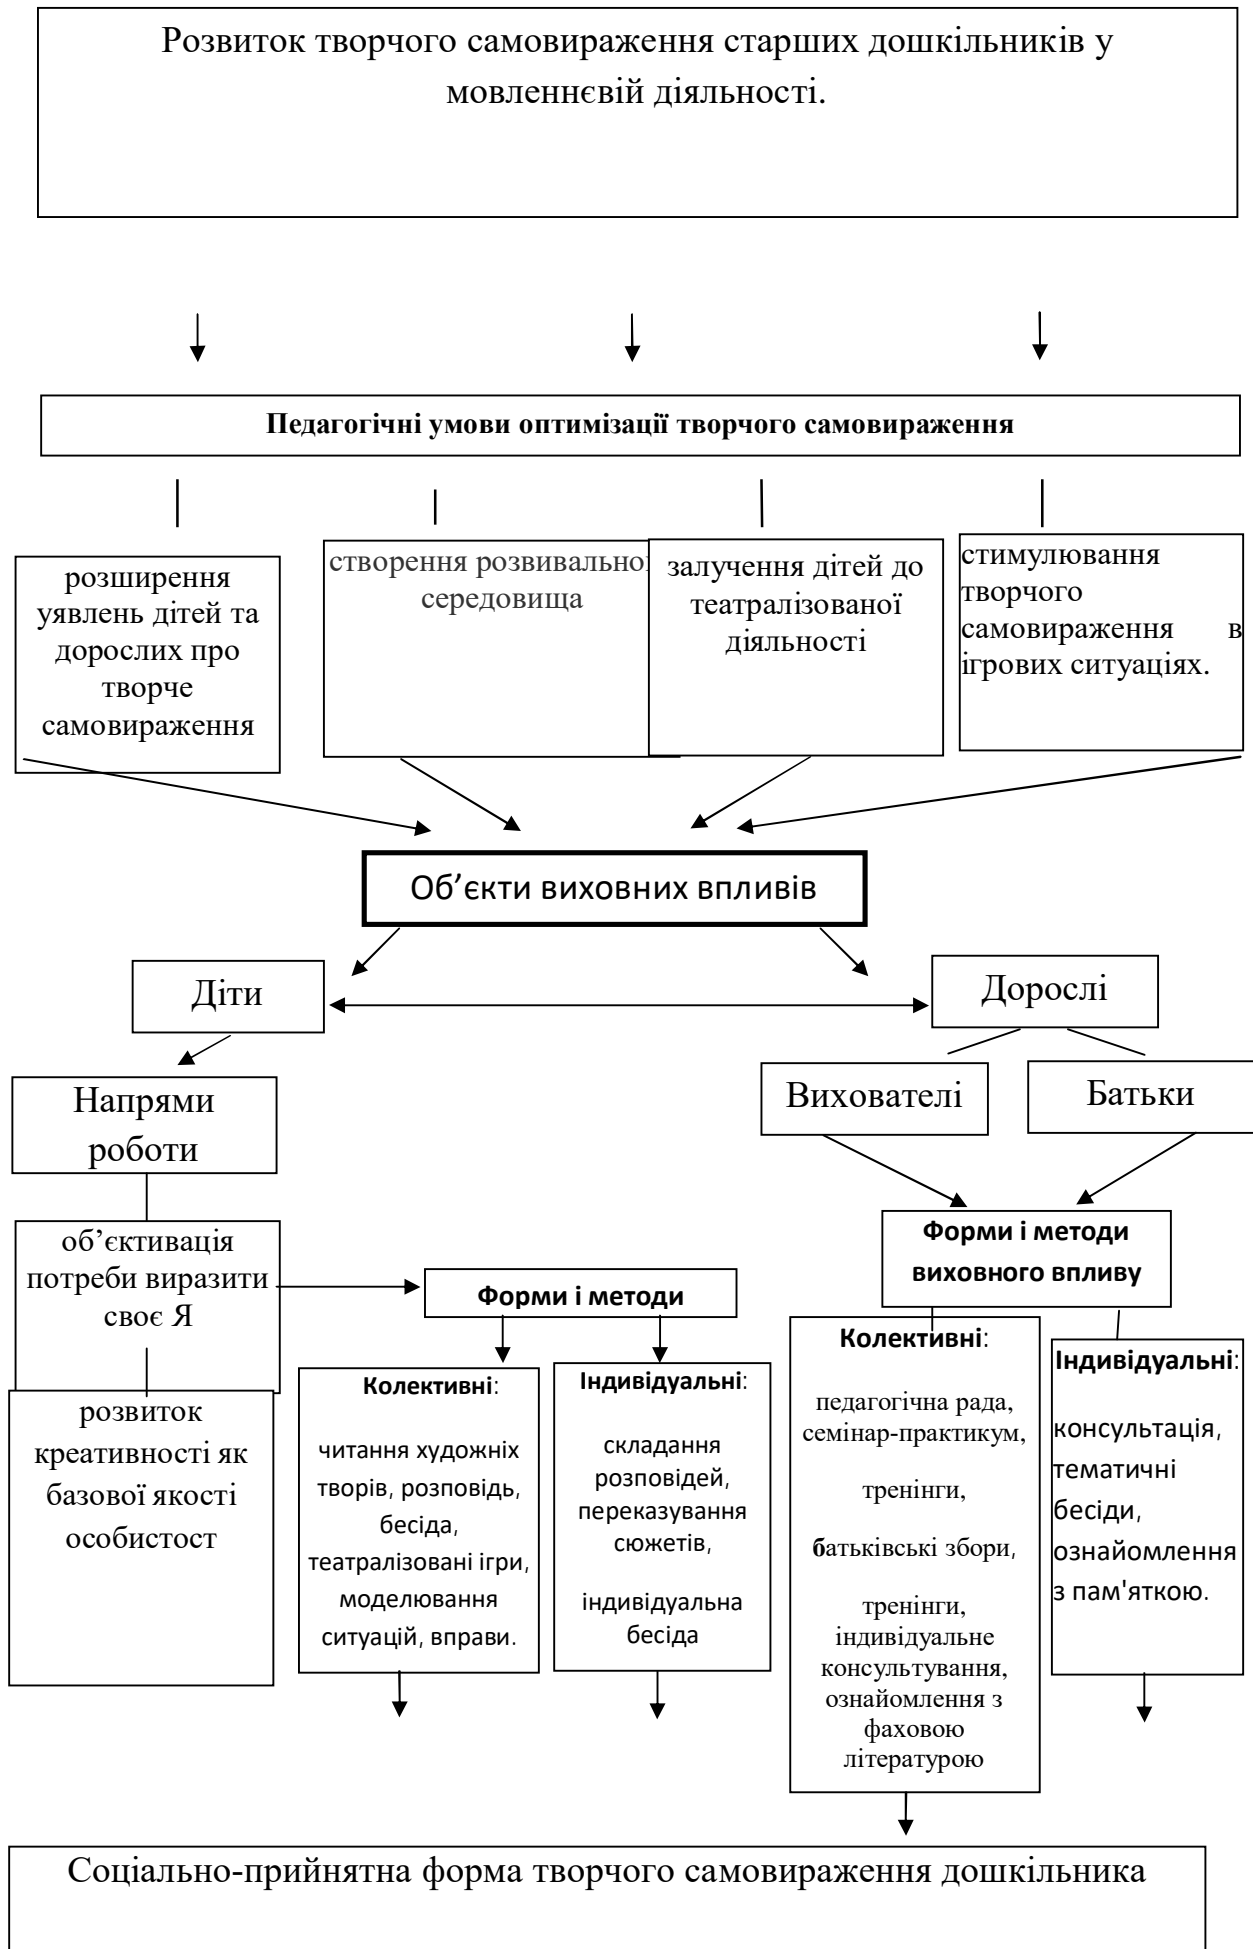 Розвиток творчого самовираження старших дошкільників у
мовленнєвій діяльності.
Педагогічні умови оптимізації творчого самовираження
розширення
уявлень дітей та
дорослих про
творче
самовираження
створення розвивально
середовища
залучення дітей до
театралізованої
діяльності
стимулювання
творчого
самовираження в
ігрових ситуаціях.
Об’єкти виховних впливів
Діти
Дорослі
Напрями
роботи
Вихователі
Батьки
об’єктивація
потреби виразити
своє Я
розвиток
креативності як
базової якості
особистост
Форми і методи
Колективні:
читання художніх
творів, розповідь,
бесіда,
театралізовані ігри,
моделювання
ситуацій, вправи.
Індивідуальні:
складання
розповідей,
переказування
сюжетів,
індивідуальна
бесіда
Форми і методи
виховного впливу
Колективні:
педагогічна рада,
семінар-практикум,
тренінги,
батьківські збори,
тренінги,
індивідуальне
консультування,
ознайомлення з
фаховою
літературою
Індивідуальні:
консультація,
тематичні
бесіди,
ознайомлення
з пам'яткою.
Соціально-прийнятна форма творчого самовираження дошкільника